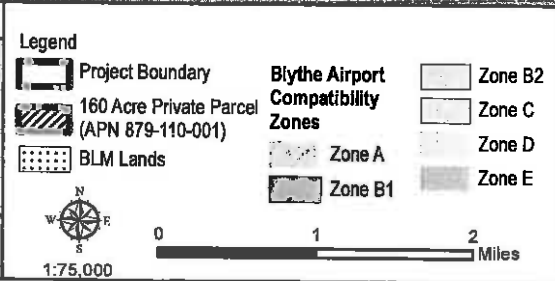 Legend
Project Boundary
160 Acre Private Parcel
(APN 879-110-001)
BLM Lands
Blythe Airport
Compatibility
Zones
Zone A
Zone B1
Zone B2
Zone C
Zone D
Zone E
N
W E
S
1:75,000
0 1 2
Miles